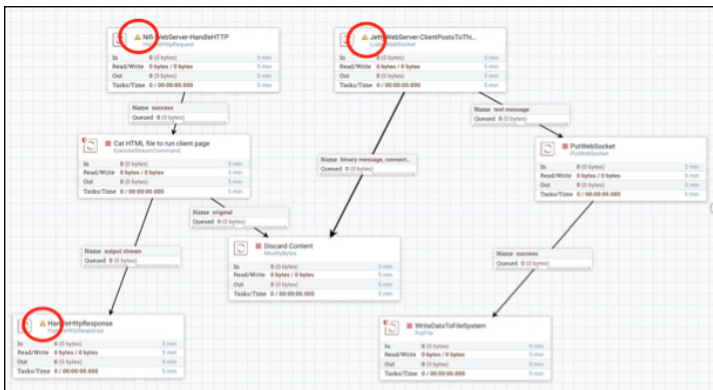 Nifi-WebServer-HandleHTTP
HandleHttpRequest
In 0 (0 bytes) 5 min
Read/Write 0 bytes / 0 bytes 5 min
Out 0 (0 bytes) 5 min
Tasks/Time 0 / 00:00:00.000 5 min
JettyWebServer-ClientPostsToThi...
ListenWebSocket
In 0 (0 bytes) 5 min
Read/Write 0 bytes / 0 bytes 5 min
Out 0 (0 bytes) 5 min
Tasks/Time 0 / 00:00:00.000 5 min
Name success
Queued 0 (0 bytes)
Name text message
Queued 0 (0 bytes)
Cat HTML file to run client page
ExecuteStreamCommand
In 0 (0 bytes) 5 min
Read/Write 0 bytes / 0 bytes 5 min
Out 0 (0 bytes) 5 min
Tasks/Time 0 / 00:00:00.000 5 min
Name binary message, connect...
Queued 0 (0 bytes)
PutWebSocket
PutWebSocket
In 0 (0 bytes) 5 min
Read/Write 0 bytes / 0 bytes 5 min
Out 0 (0 bytes) 5 min
Tasks/Time 0 / 00:00:00.000 5 min
Name original
Queued 0 (0 bytes)
Name output stream
Queued 0 (0 bytes)
Discard Content
ModifyBytes
In 0 (0 bytes) 5 min
Read/Write 0 bytes / 0 bytes 5 min
Out 0 (0 bytes) 5 min
Tasks/Time 0 / 00:00:00.000 5 min
Name success
Queued 0 (0 bytes)
HandleHttpResponse
HandleHttpResponse
In 0 (0 bytes) 5 min
Read/Write 0 bytes / 0 bytes 5 min
Out 0 (0 bytes) 5 min
Tasks/Time 0 / 00:00:00.000 5 min
WriteDataToFileSystem
PutFile
In 0 (0 bytes) 5 min
Read/Write 0 bytes / 0 bytes 5 min
Out 0 (0 bytes) 5 min
Tasks/Time 0 / 00:00:00.000 5 min